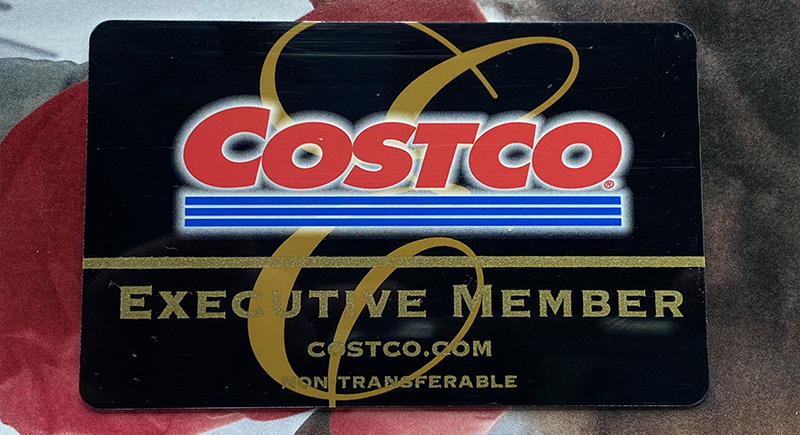 COSTCO®
EXECUTIVE MEMBER
COSTCO.COM
NON-TRANSFERABLE